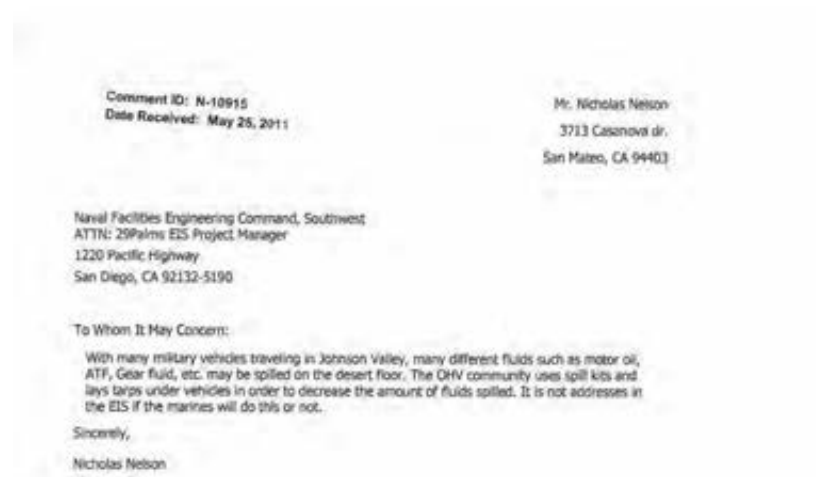 Comment ID: N-10915
Date Received: May 25, 2011
Mr. Nicholas Nelson
3713 Casanova dr.
San Mateo, CA 94403
Naval Facilities Engineering Command, Southwest
ATTN: 29Palms EIS Project Manager
1220 Pacific Highway
San Diego, CA 92132-5190
To Whom It May Concern:
With many military vehicles traveling in Johnson Valley, many different fluids such as motor oil,
ATF, Gear fluid, etc. may be spilled on the desert floor. The OHV community uses spill kits and
lays tarps under vehicles in order to decrease the amount of fluids spilled. It is not addresses in
the EIS if the marines will do this or not.
Sincerely,
Nicholas Nelson